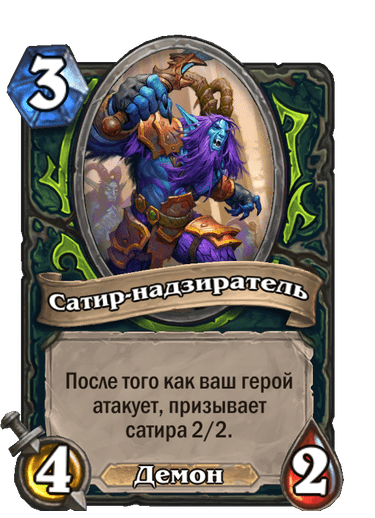 3
Сатир-надзиратель
После того как ваш герой
атакует, призывает
сатира 2/2.
4
Демон
2